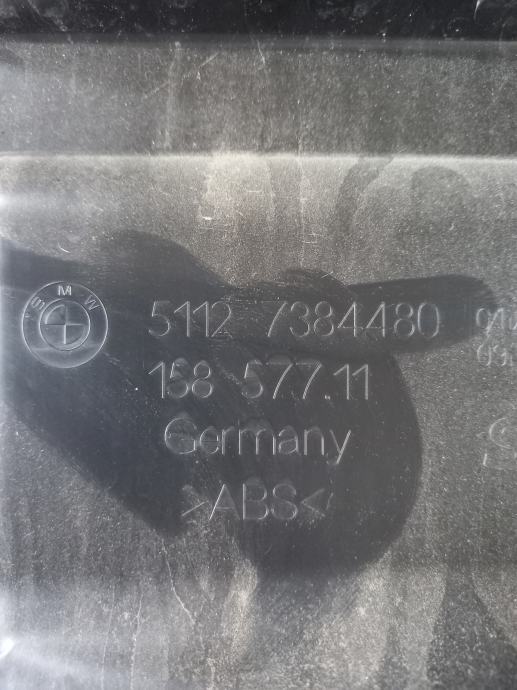 BMW
5112 7384480
158 577.11
Germany
>ABS<